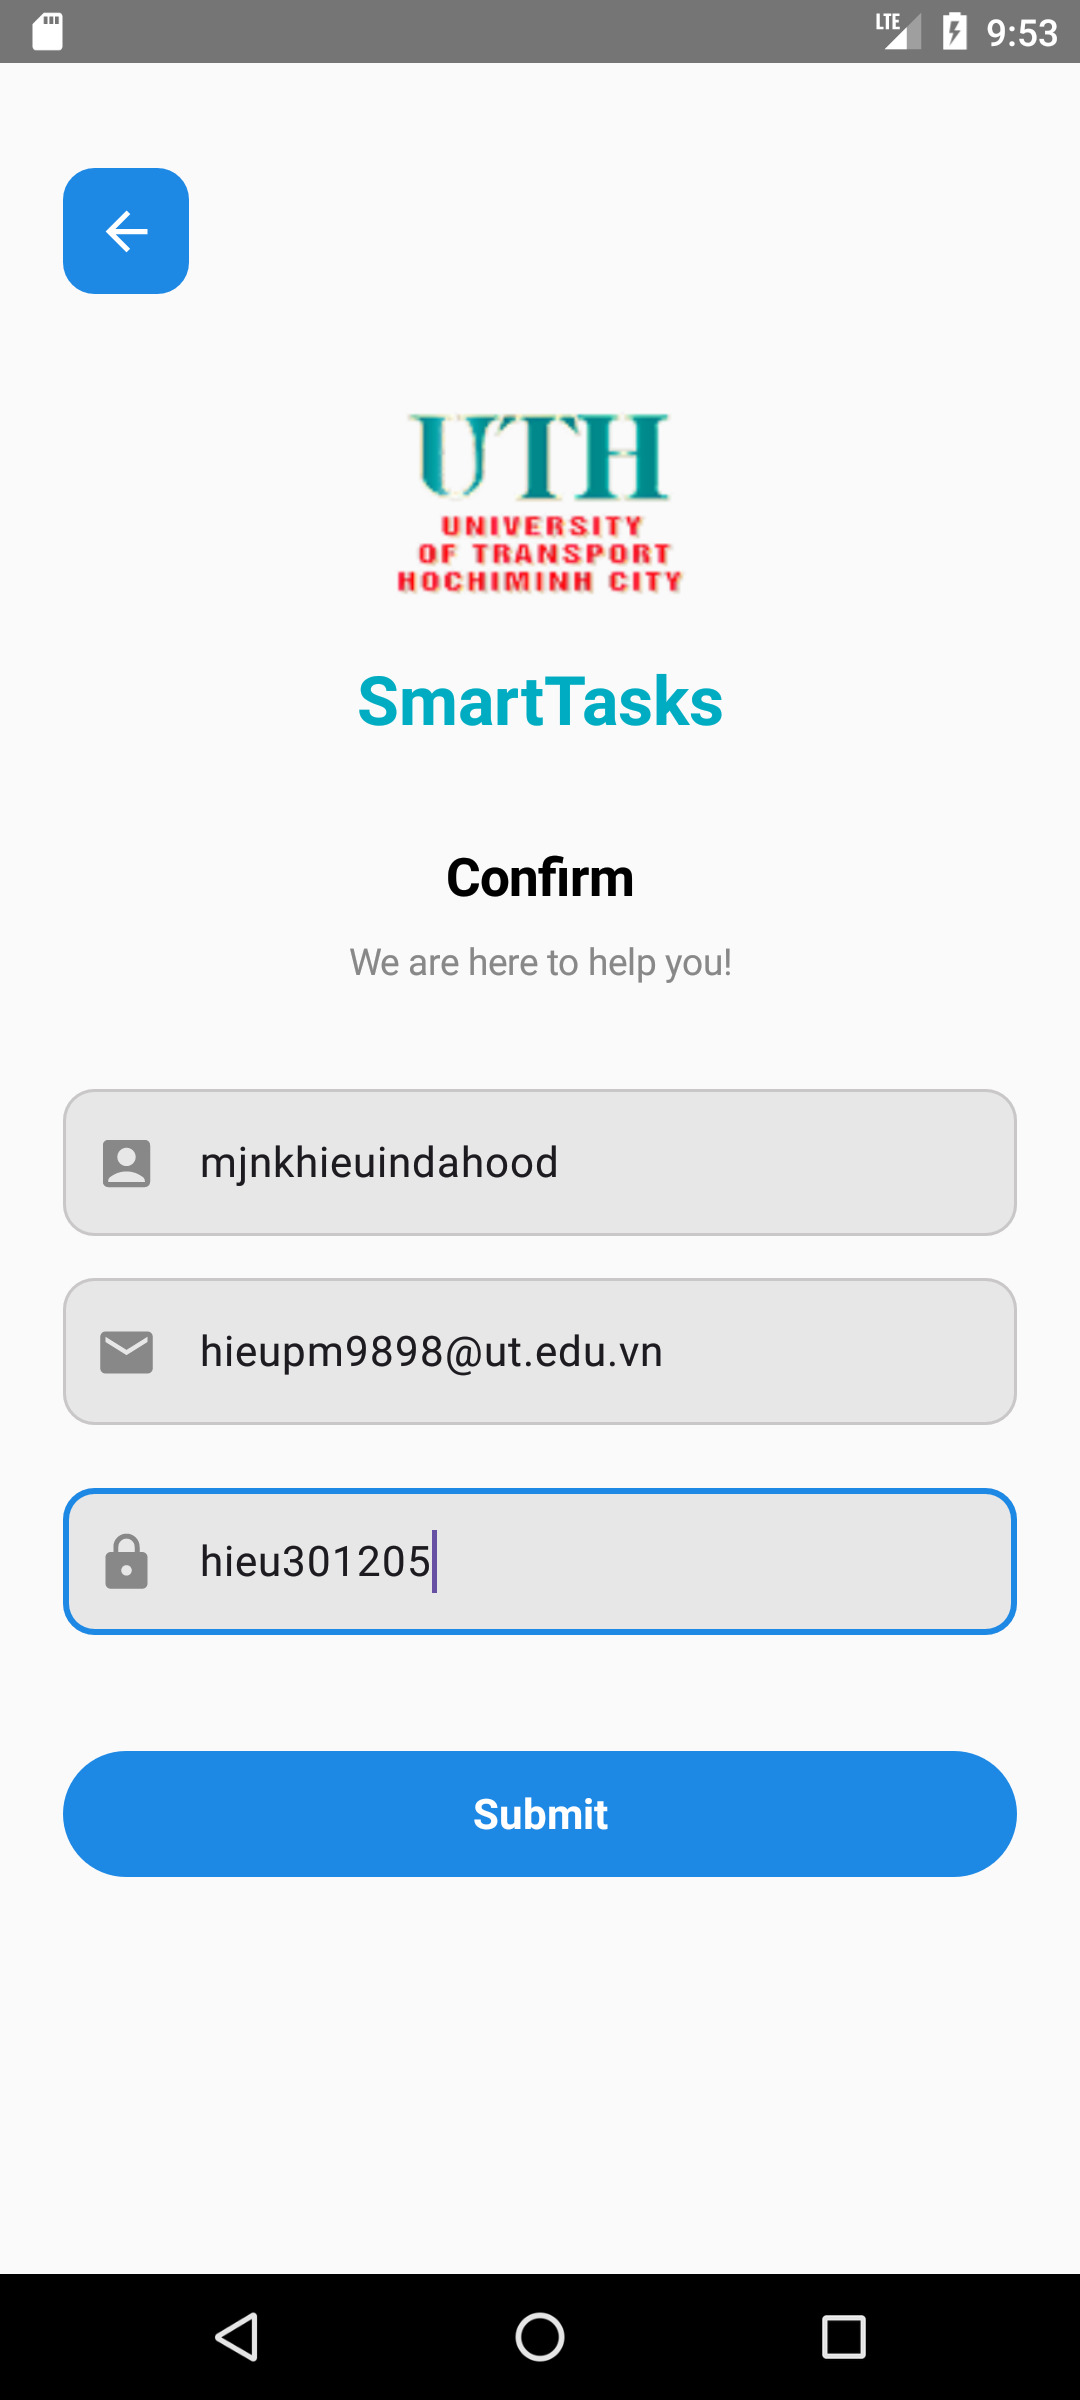 LTE 9:53
UTH
UNIVERSITY
OF TRANSPORT
HOCHIMINH CITY
SmartTasks
Confirm
We are here to help you!
mjnkhieuindahood
hieupm9898@ut.edu.vn
hieu301205
Submit